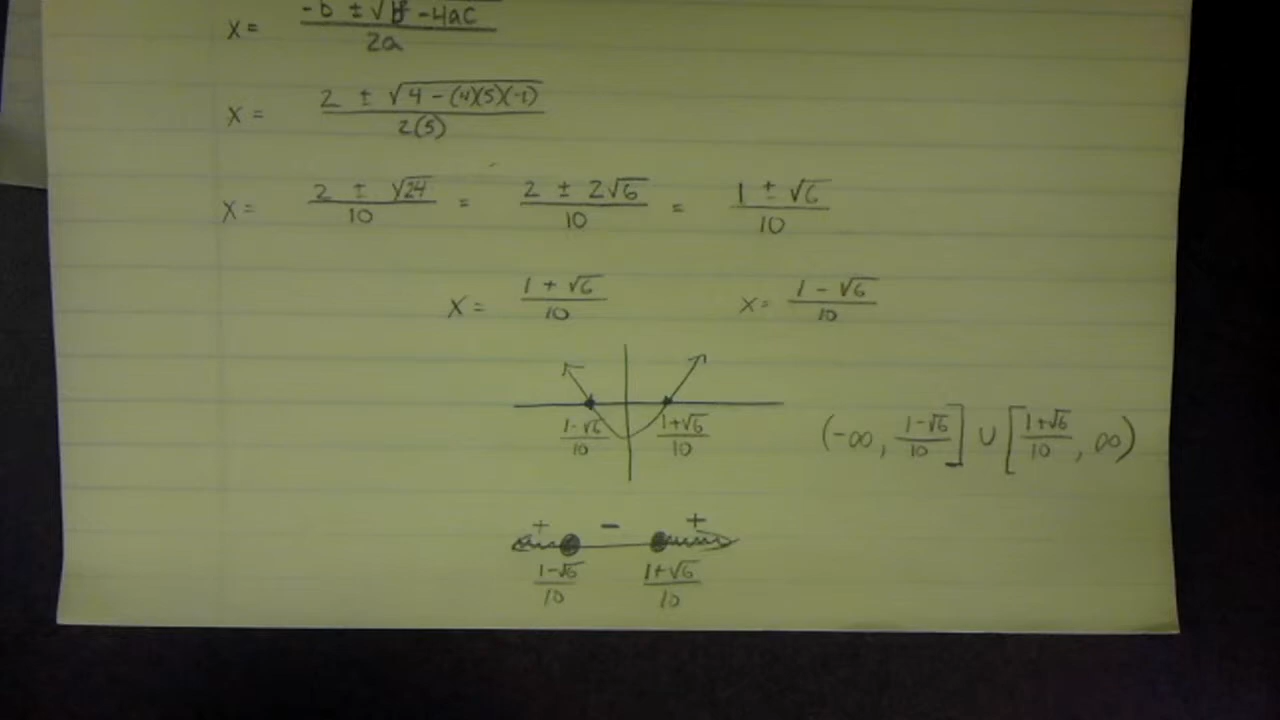 x = (-b ± √b² - 4ac) / 2a
x = (2 ± √4 - (4)(5)(-1)) / 2(5)
x = (2 ± √24) / 10 = (2 ± 2√6) / 10 = (1 ± √6) / 10
x = (1 + √6) / 10    x = (1 - √6) / 10
(1-√6) / 10    (1+√6) / 10    (-∞, (1-√6) / 10] ∪ [(1+√6) / 10, ∞)
+ - +
(1-√6) / 10    (1+√6) / 10